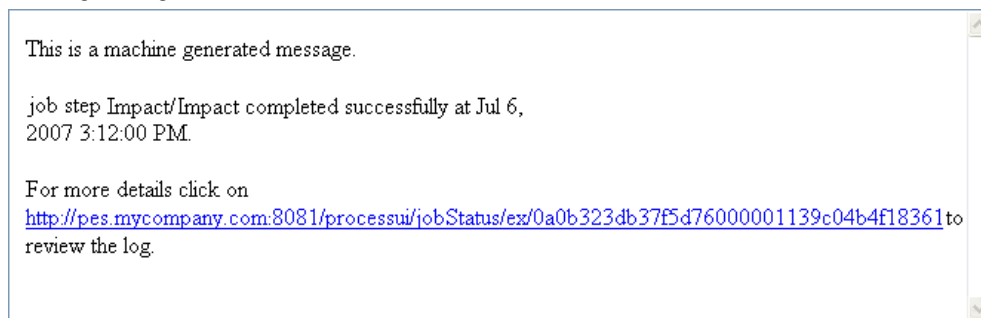 This is a machine generated message.
job step Impact/Impact completed successfully at Jul 6,
2007 3:12:00 PM.
For more details click on
http://pes.mycompany.com:8081/processui/jobStatus/ex/0a0b323db37f5d76000001139c04b4f18361to
review the log.